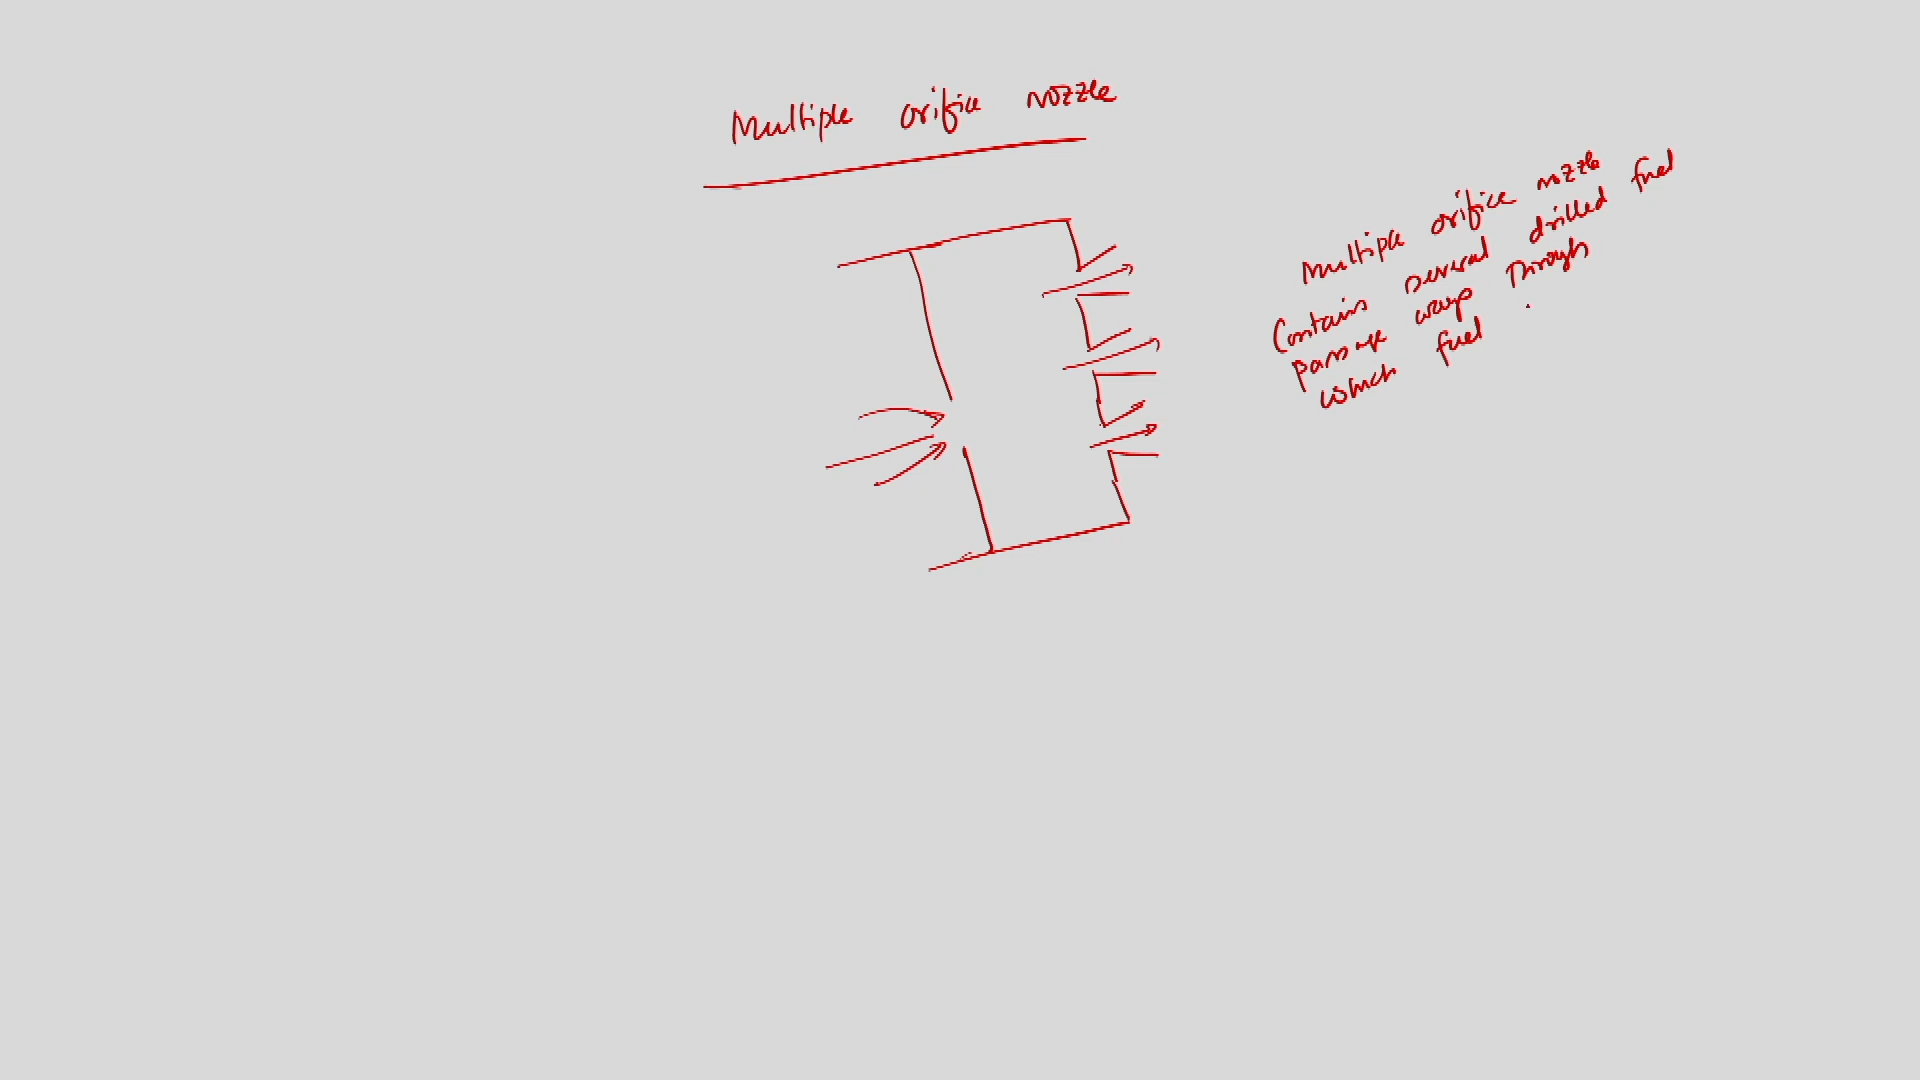 Multiple orifice nozzle
Multiple orifice nozzle
Contains several drilled fuel
passage ways through
which fuel .